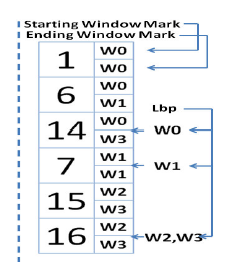 Starting Window Mark
Ending Window Mark
1 W0
W0
6 W0
W1
Lbp
14 W0
W3
W0
7 W1
W1
W1
15 W2
W3
16 W2
W3
W2,W3